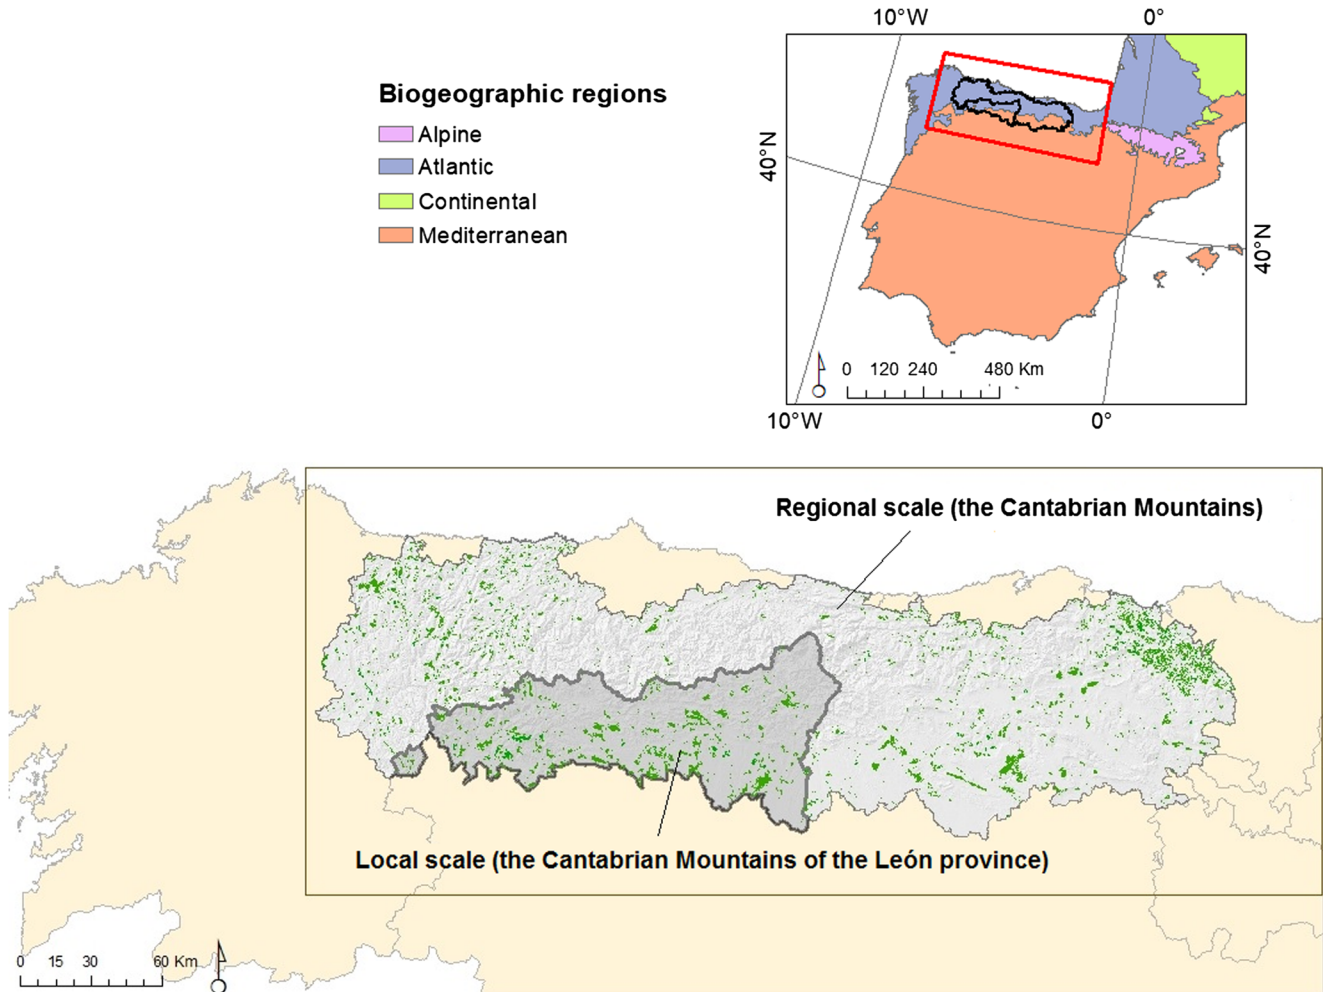 10°W 0°
Biogeographic regions
Alpine
Atlantic
Continental
Mediterranean
40°N
40°N
0 120 240 480 Km
10°W 0°
Regional scale (the Cantabrian Mountains)
Local scale (the Cantabrian Mountains of the León province)
0 15 30 60 Km